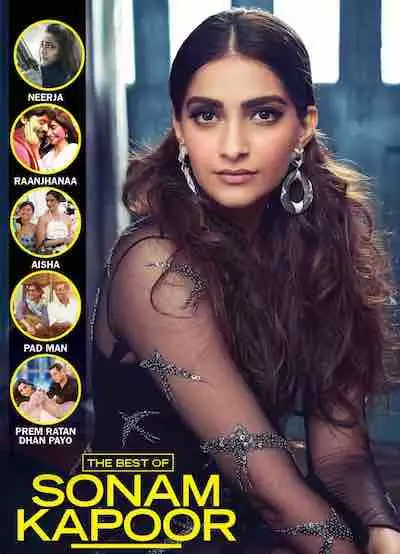 NEERJA
RAANJHANAA
AISHA
PAD MAN
PREM RATAN
DHAN PAYO
THE BEST OF
SONAM
KAPOOR